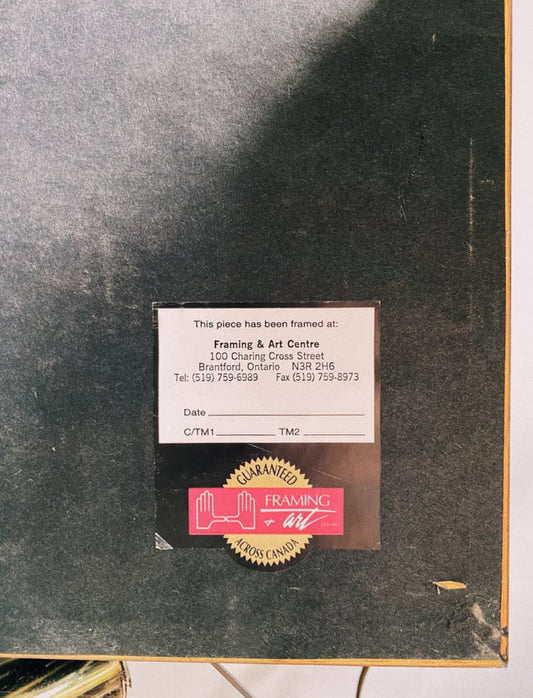 This piece has been framed at:
Framing & Art Centre
100 Charing Cross Street
Brantford, Ontario N3R 2H6
Tel: (519) 759-6989 Fax (519) 759-8973
Date
C/TM1 TM2
GUARANTEED
FRAMING
+ art
CENTRE
ACROSS CANADA